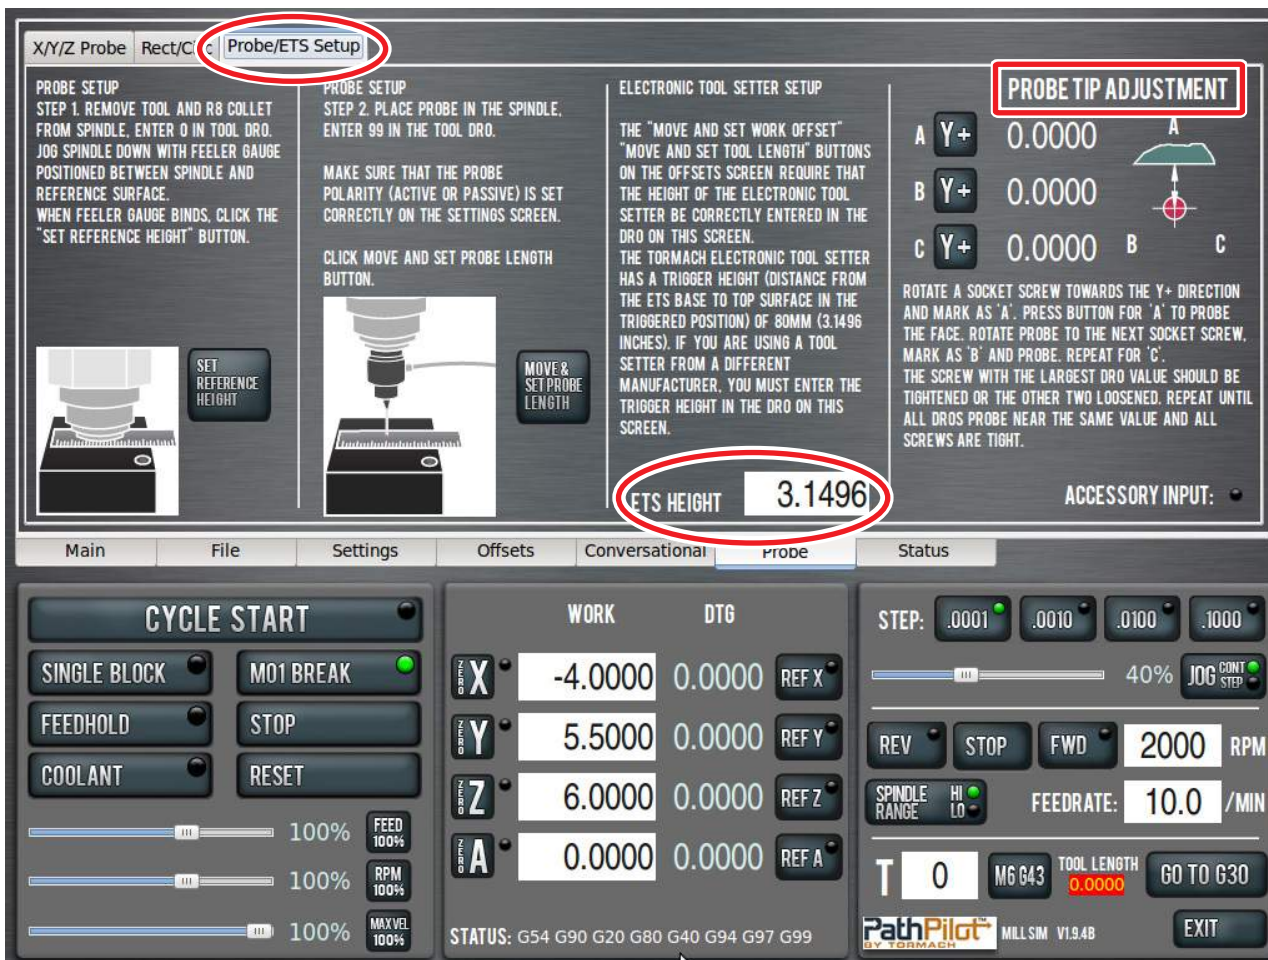 X/Y/Z Probe
Rect/C
Probe/ETS Setup
PROBE SETUP
STEP 1. REMOVE TOOL AND R8 COLLET
FROM SPINDLE, ENTER 0 IN TOOL DRO.
JOG SPINDLE DOWN WITH FEELER GAUGE
POSITIONED BETWEEN SPINDLE AND
REFERENCE SURFACE.
WHEN FEELER GAUGE BINDS, CLICK THE
"SET REFERENCE HEIGHT" BUTTON.
SET
REFERENCE
HEIGHT
PROBE SETUP
STEP 2. PLACE PROBE IN THE SPINDLE,
ENTER 99 IN THE TOOL DRO.
MAKE SURE THAT THE PROBE
POLARITY (ACTIVE OR PASSIVE) IS SET
CORRECTLY ON THE SETTINGS SCREEN.
CLICK MOVE AND SET PROBE LENGTH
BUTTON.
MOVE &
SET PROBE
LENGTH
ELECTRONIC TOOL SETTER SETUP
THE "MOVE AND SET WORK OFFSET"
"MOVE AND SET TOOL LENGTH" BUTTONS
ON THE OFFSETS SCREEN REQUIRE THAT
THE HEIGHT OF THE ELECTRONIC TOOL
SETTER BE CORRECTLY ENTERED IN THE
DRO ON THIS SCREEN.
THE TORMACH ELECTRONIC TOOL SETTER
HAS A TRIGGER HEIGHT (DISTANCE FROM
THE ETS BASE TO TOP SURFACE IN THE
TRIGGERED POSITION) OF 80MM (3.1496
INCHES). IF YOU ARE USING A TOOL
SETTER FROM A DIFFERENT
MANUFACTURER, YOU MUST ENTER THE
TRIGGER HEIGHT IN THE DRO ON THIS
SCREEN.
ETS HEIGHT 3.1496
PROBE TIP ADJUSTMENT
A Y+ 0.0000
B Y+ 0.0000
C Y+ 0.0000
A
B C
ROTATE A SOCKET SCREW TOWARDS THE Y+ DIRECTION
AND MARK AS 'A'. PRESS BUTTON FOR 'A' TO PROBE
THE FACE. ROTATE PROBE TO THE NEXT SOCKET SCREW,
MARK AS 'B' AND PROBE. REPEAT FOR 'C'.
THE SCREW WITH THE LARGEST DRO VALUE SHOULD BE
TIGHTENED OR THE OTHER TWO LOOSENED. REPEAT UNTIL
ALL DROS PROBE NEAR THE SAME VALUE AND ALL
SCREWS ARE TIGHT.
ACCESSORY INPUT:
Main File Settings Offsets Conversational Probe Status
CYCLE START
SINGLE BLOCK M01 BREAK
FEEDHOLD STOP
COOLANT RESET
100% FEED 100%
100% RPM 100%
100% MAX VEL 100%
WORK DTG
ZERO X -4.0000 0.0000 REF X
ZERO Y 5.5000 0.0000 REF Y
ZERO Z 6.0000 0.0000 REF Z
ZERO A 0.0000 0.0000 REF A
STATUS: G54 G90 G20 G80 G40 G94 G97 G99
STEP: .0001 .0010 .0100 .1000
40% JOG CONT STEP
REV STOP FWD 2000 RPM
SPINDLE RANGE HI LO FEEDRATE: 10.0 /MIN
T 0 M6 G43 TOOL LENGTH 0.0000 GO TO G30
PathPilot™
BY TORMACH
MILL SIM V1.9.4B
EXIT